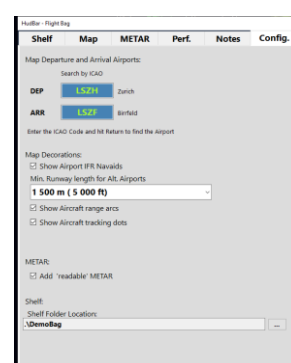 HudBar - Flight Bag
Shelf Map METAR Perf. Notes Config.
Map Departure and Arrival Airports:
Search by ICAO
DEP LSZH Zurich
ARR LSZF Birrfeld
Enter the ICAO Code and hit Return to find the Airport
Map Decorations:
Show Airport IFR Navaids
Min. Runway length for Alt. Airports
1 500 m ( 5 000 ft)
Show Aircraft range arcs
Show Aircraft tracking dots
METAR:
Add 'readable' METAR
Shelf:
Shelf Folder Location:
.\DemoBag ...